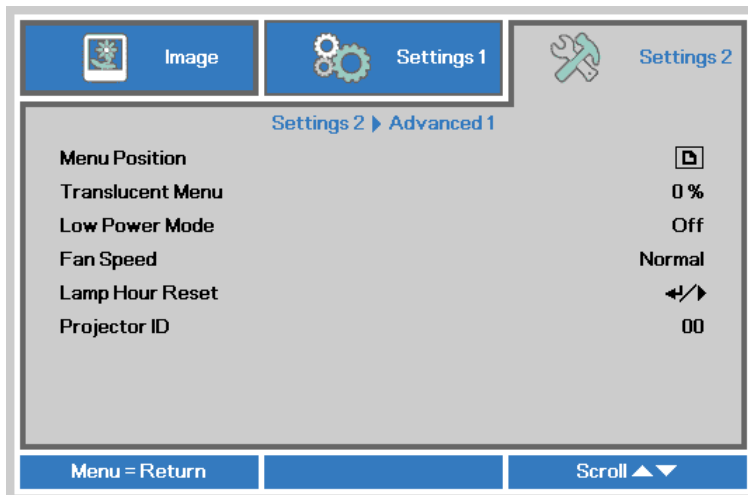 Image
Settings 1
Settings 2
Settings 2 ▶ Advanced 1
Menu Position
Translucent Menu 0 %
Low Power Mode Off
Fan Speed Normal
Lamp Hour Reset ↵/▶
Projector ID 00
Menu = Return
Scroll ▲▼